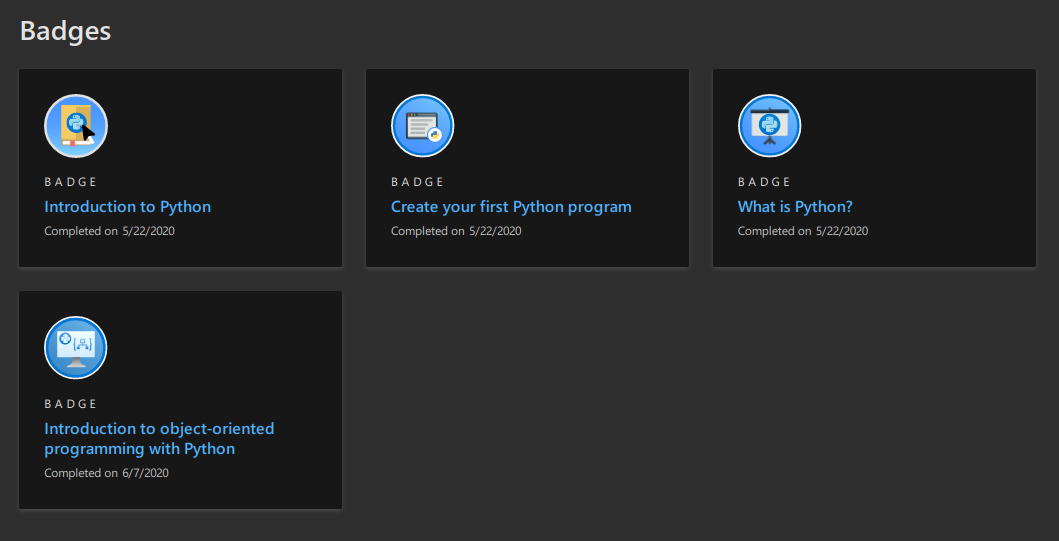 Badges
BADGE
Introduction to Python
Completed on 5/22/2020
BADGE
Create your first Python program
Completed on 5/22/2020
BADGE
What is Python?
Completed on 5/22/2020
BADGE
Introduction to object-oriented
programming with Python
Completed on 6/7/2020